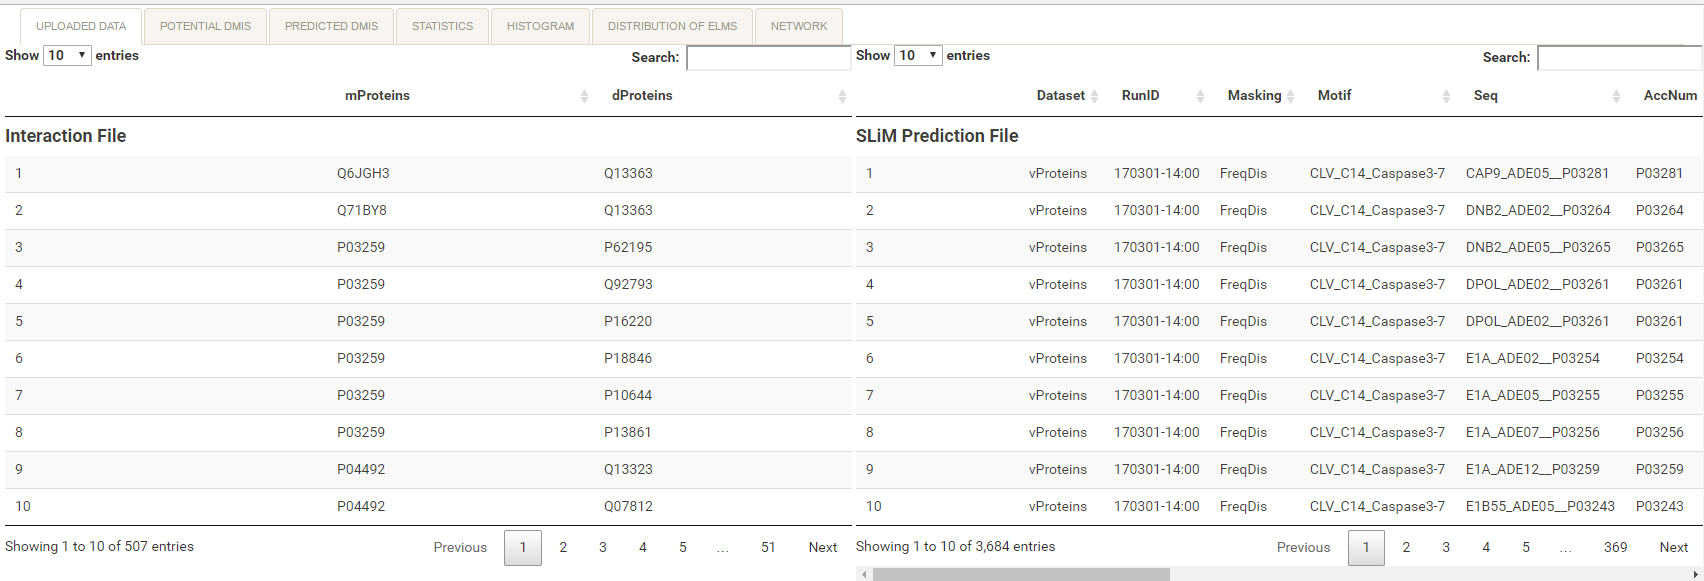 UPLOADED DATA POTENTIAL DMIS PREDICTED DMIS STATISTICS HISTOGRAM DISTRIBUTION OF ELMS NETWORK
Show 10 entries Search:
mProteins dProteins
Interaction File
1 Q6JGH3 Q13363
2 Q71BY8 Q13363
3 P03259 P62195
4 P03259 Q92793
5 P03259 P16220
6 P03259 P18846
7 P03259 P10644
8 P03259 P13861
9 P04492 Q13323
10 P04492 Q07812
Showing 1 to 10 of 507 entries Previous 1 2 3 4 5 ... 51 Next
Show 10 entries Search:
Dataset RunID Masking Motif Seq AccNum
SLiM Prediction File
1 vProteins 170301-14:00 FreqDis CLV_C14_Caspase3-7 CAP9_ADE05__P03281 P03281
2 vProteins 170301-14:00 FreqDis CLV_C14_Caspase3-7 DNB2_ADE02__P03264 P03264
3 vProteins 170301-14:00 FreqDis CLV_C14_Caspase3-7 DNB2_ADE05__P03265 P03265
4 vProteins 170301-14:00 FreqDis CLV_C14_Caspase3-7 DPOL_ADE02__P03261 P03261
5 vProteins 170301-14:00 FreqDis CLV_C14_Caspase3-7 DPOL_ADE02__P03261 P03261
6 vProteins 170301-14:00 FreqDis CLV_C14_Caspase3-7 E1A_ADE02__P03254 P03254
7 vProteins 170301-14:00 FreqDis CLV_C14_Caspase3-7 E1A_ADE05__P03255 P03255
8 vProteins 170301-14:00 FreqDis CLV_C14_Caspase3-7 E1A_ADE07__P03256 P03256
9 vProteins 170301-14:00 FreqDis CLV_C14_Caspase3-7 E1A_ADE12__P03259 P03259
10 vProteins 170301-14:00 FreqDis CLV_C14_Caspase3-7 E1B55_ADE05__P03243 P03243
Showing 1 to 10 of 3,684 entries Previous 1 2 3 4 5 ... 369 Next